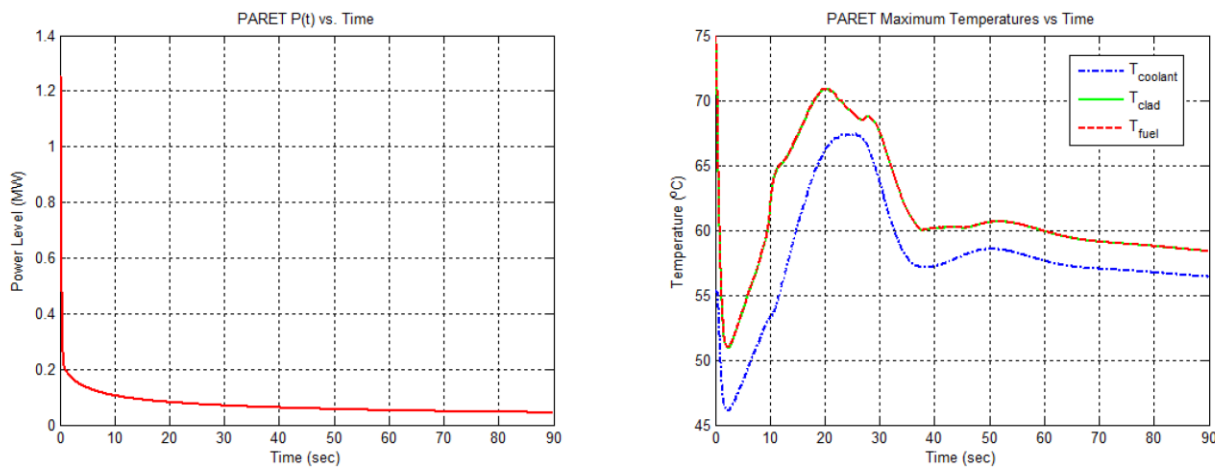 PARET P(t) vs. Time
1.4
1.2
1
0.8
0.6
0.4
0.2
0
Power Level (MW)
0 10 20 30 40 50 60 70 80 90
Time (sec)
PARET Maximum Temperatures vs Time
75
70
65
60
55
50
45
Temperature (°C)
T_coolant
T_clad
T_fuel
0 10 20 30 40 50 60 70 80 90
Time (sec)